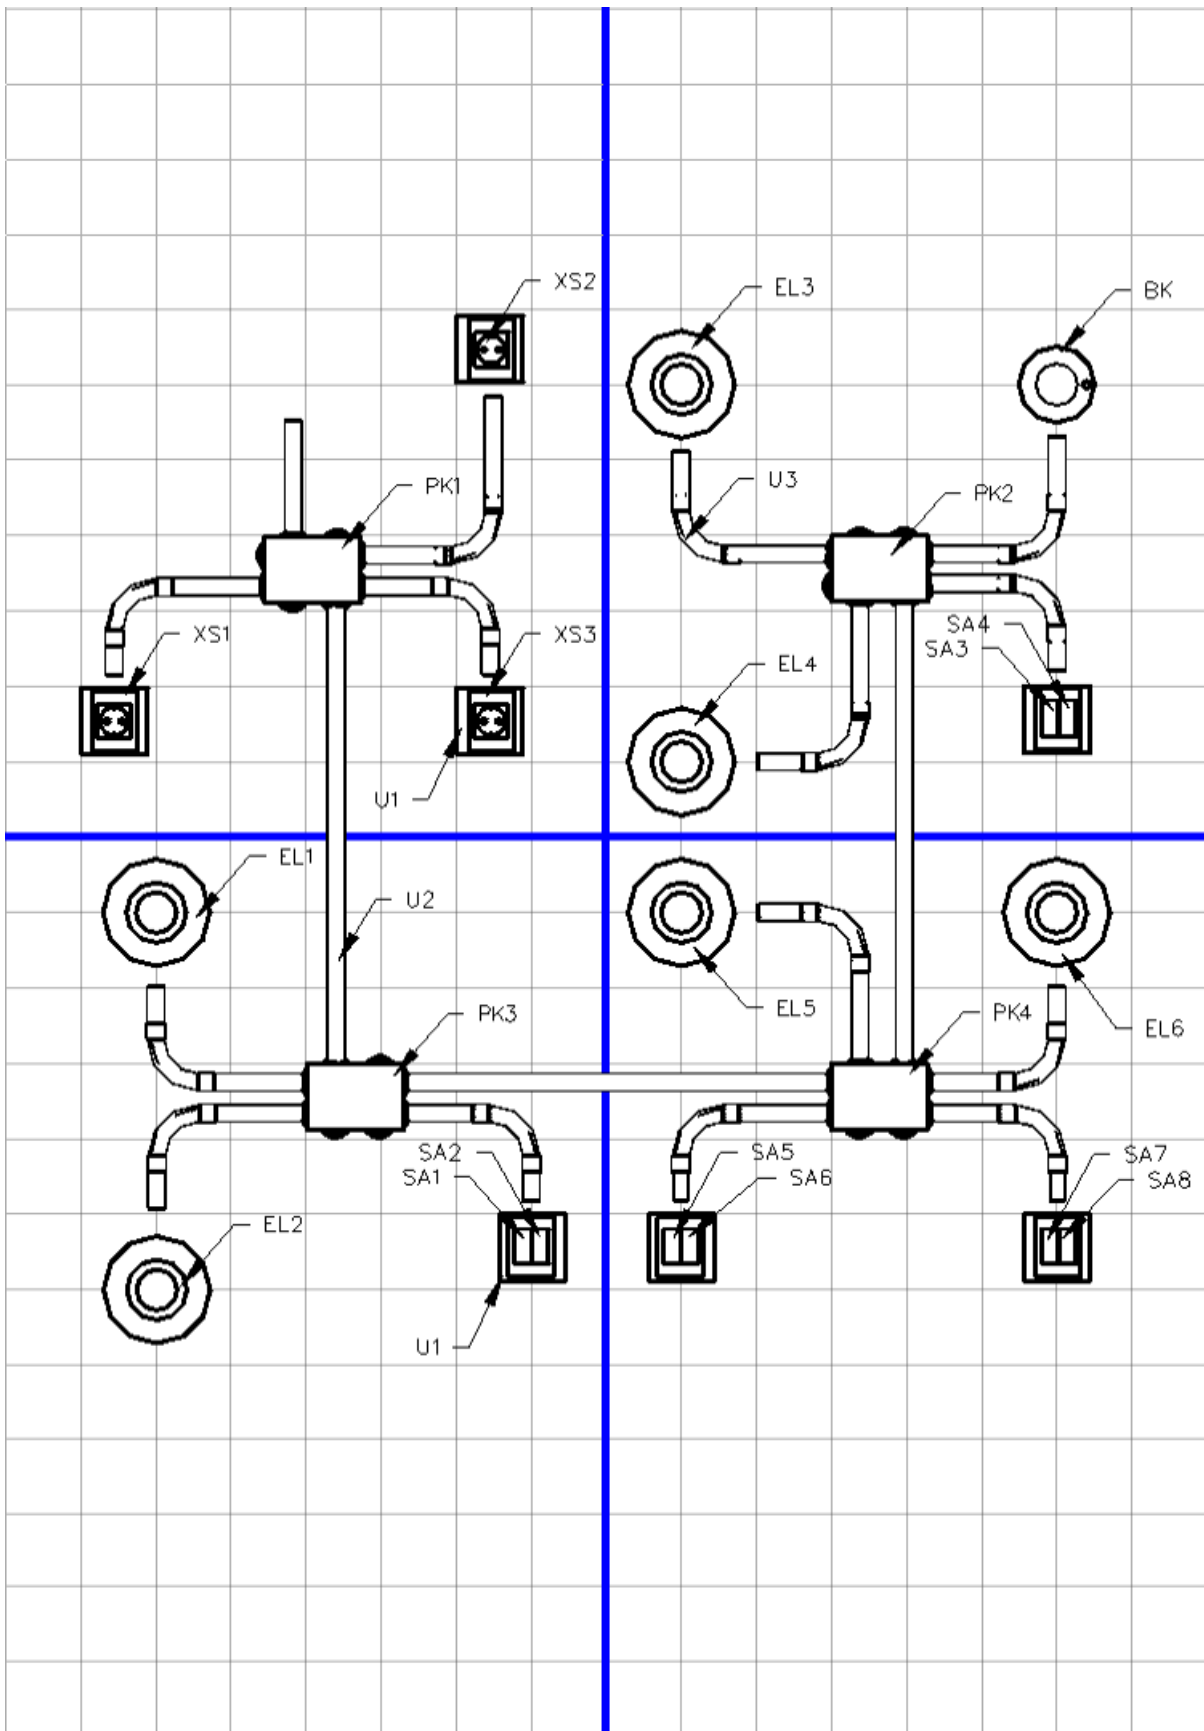 XS2
EL3
BK
PK1
U3
PK2
XS1
XS3
SA4
SA3
EL4
U1
EL1
U2
PK3
EL5
PK4
EL6
SA2
SA1
SA5
SA6
SA7
SA8
EL2
U1